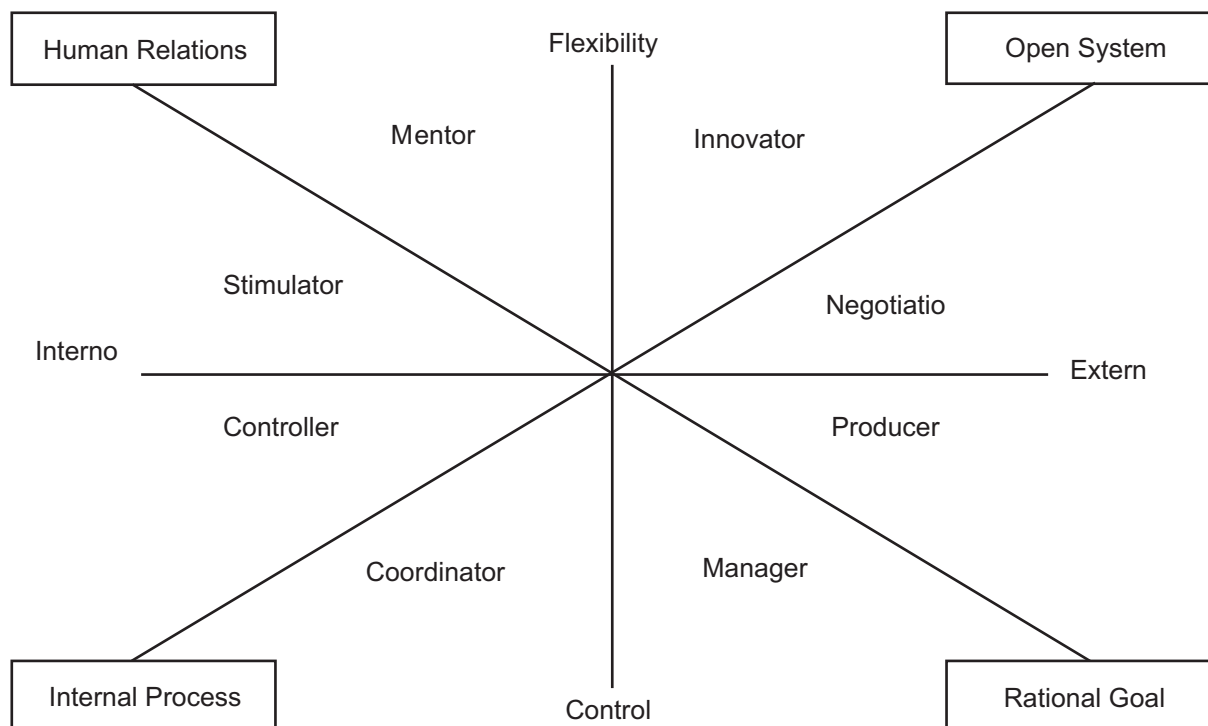 Human Relations
Flexibility
Open System
Mentor
Innovator
Stimulator
Negotiatio
Interno
Extern
Controller
Producer
Coordinator
Manager
Internal Process
Control
Rational Goal